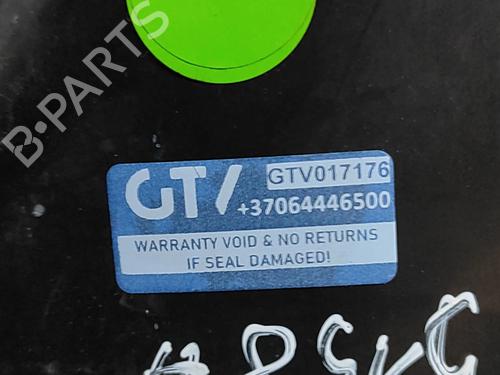 B-PARTS
GTV GTV017176
+37064446500
WARRANTY VOID & NO RETURNS
IF SEAL DAMAGED!